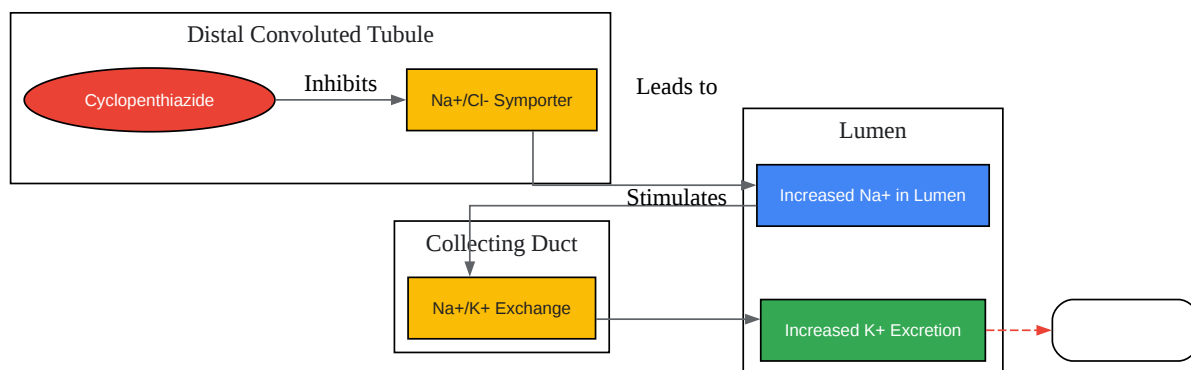 Distal Convoluted Tubule
Cyclopenthiazide
Inhibits
Na+/Cl- Symporter
Leads to
Lumen
Increased Na+ in Lumen
Stimulates
Collecting Duct
Na+/K+ Exchange
Increased K+ Excretion